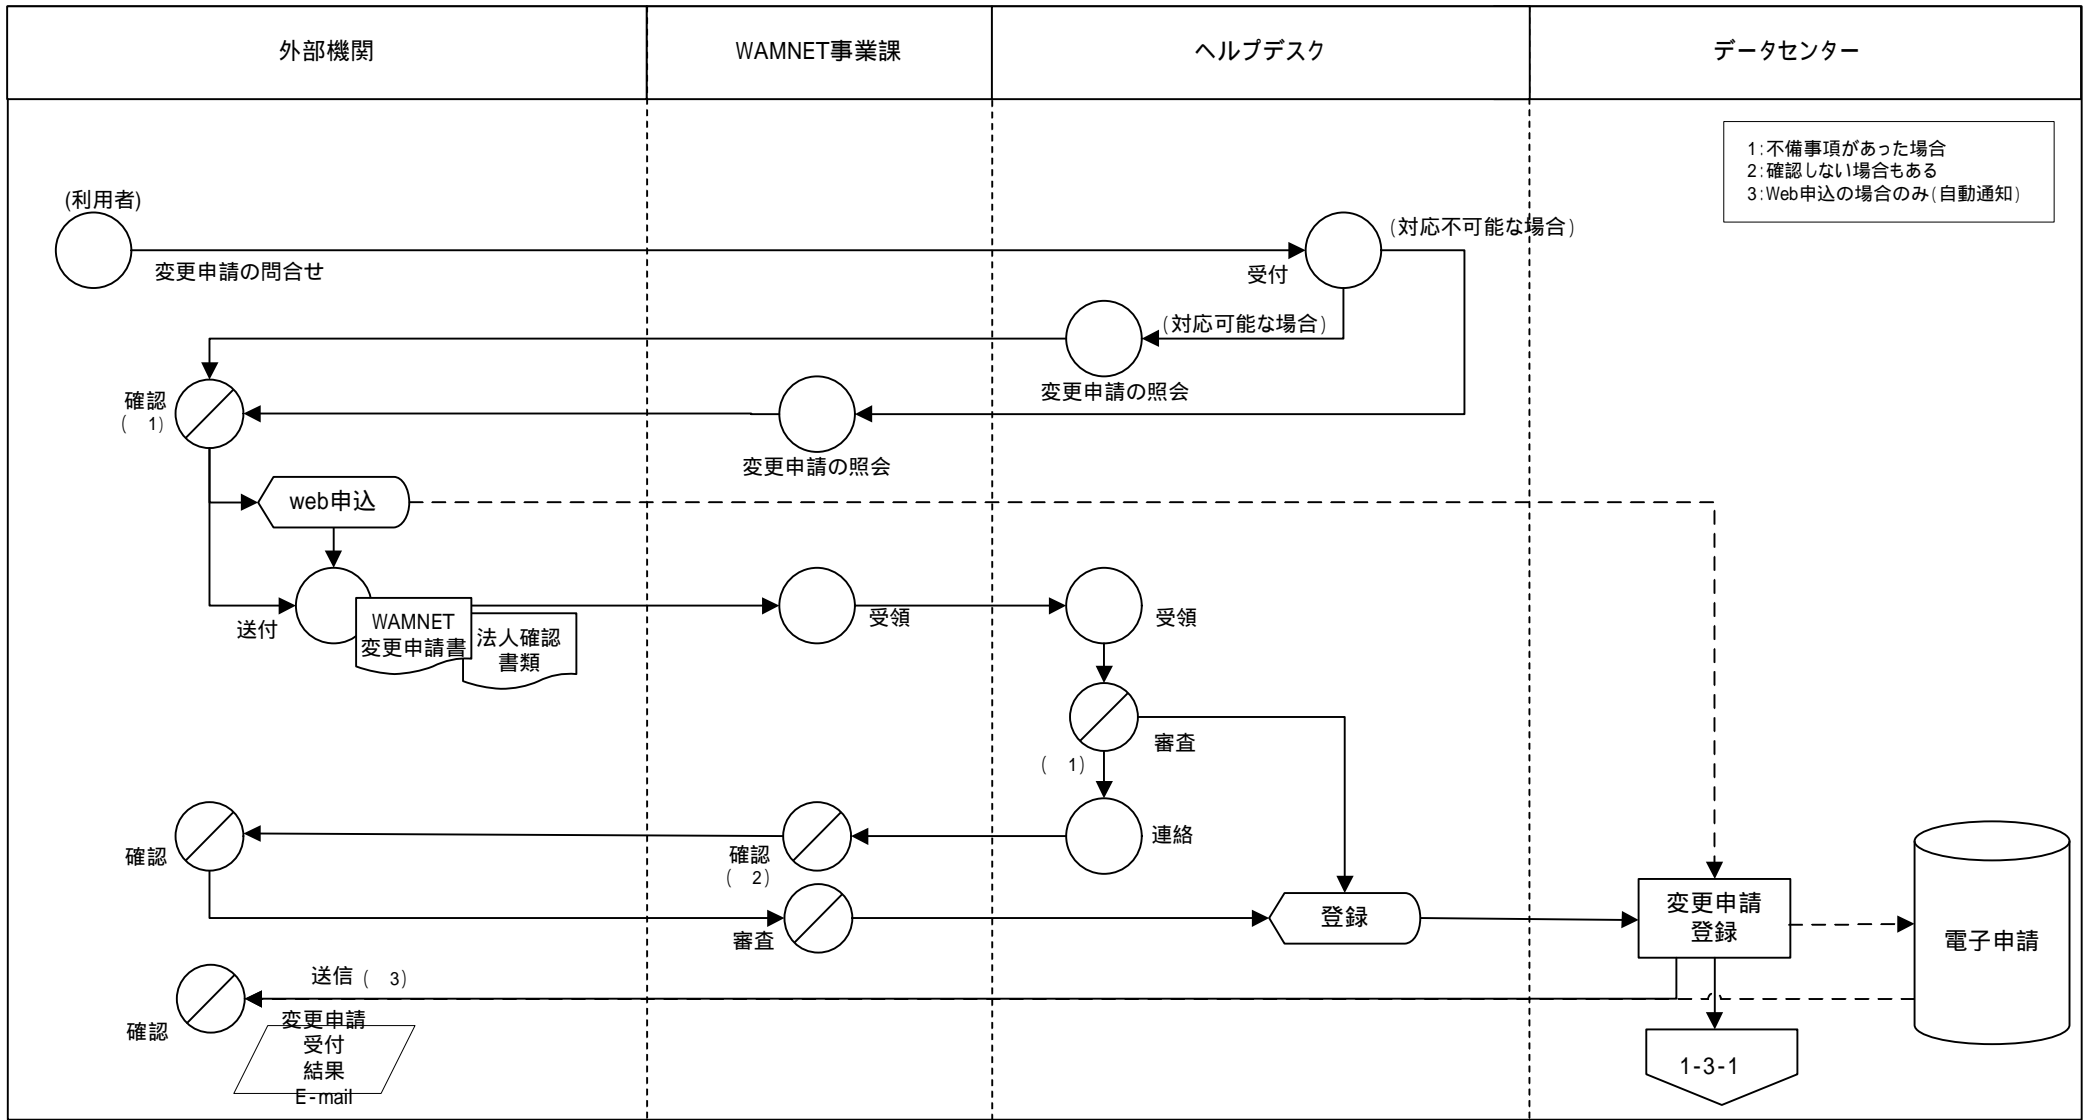 外部機関
WAMNET事業課
ヘルプデスク
データセンター
1:不備事項があった場合
2:確認しない場合もある
3:Web申込の場合のみ(自動通知)
(利用者)
変更申請の問合せ
(対応不可能な場合)
受付
(対応可能な場合)
変更申請の照会
確認
( 1)
変更申請の照会
web申込
送付
WAMNET
変更申請書
法人確認
書類
受領
受領
審査
( 1)
連絡
確認
( 2)
確認
審査
登録
変更申請
登録
電子申請
送信( 3)
確認
変更申請
受付
結果
E-mail
1-3-1